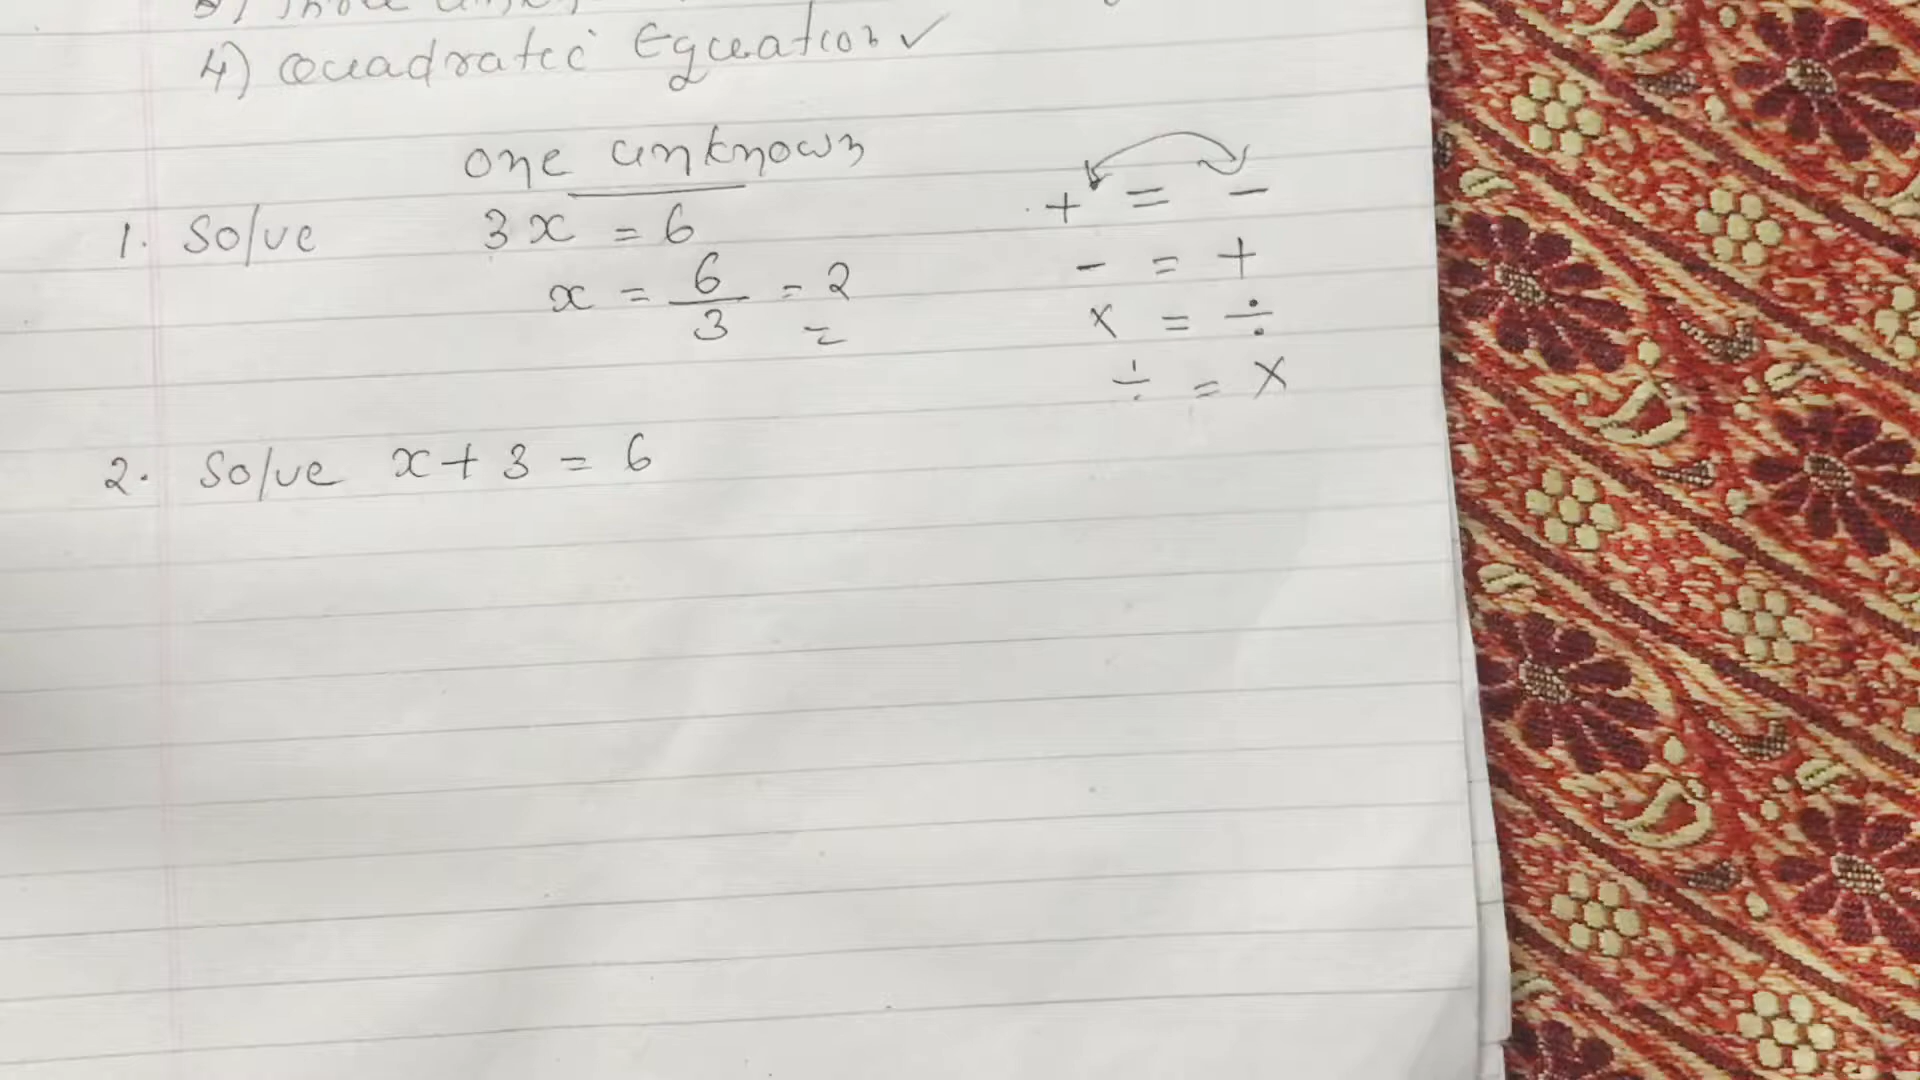 4) Quadratic Equation ✓
One unknown
1. Solve 3x = 6
x = 6/3 = 2
+ = -
- = +
× = ÷
÷ = ×
2. Solve x + 3 = 6